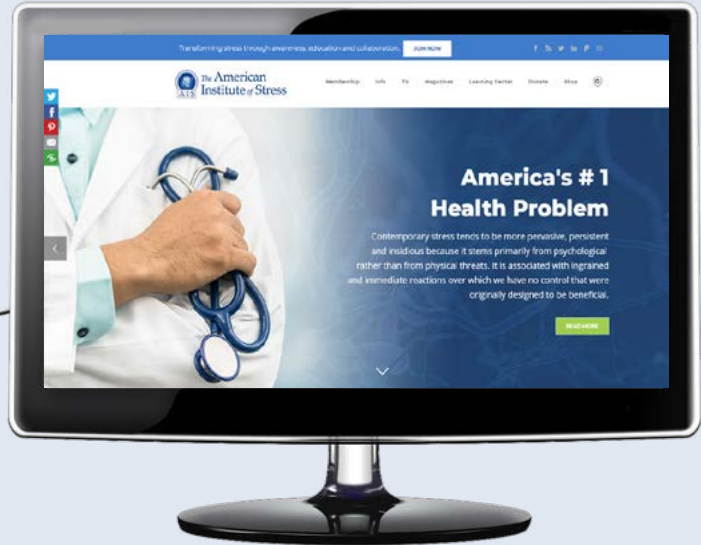 Transforming stress through awareness, education and collaboration.
JOIN NOW
The American
Institute of Stress
AIS
Membership Info TV Magazines Learning Center Donate Shop
America's # 1
Health Problem
Contemporary stress tends to be more pervasive, persistent
and insidious because it stems primarily from psychological
rather than from physical threats. It is associated with ingrained
and immediate reactions over which we have no control that were
originally designed to be beneficial.
READ MORE